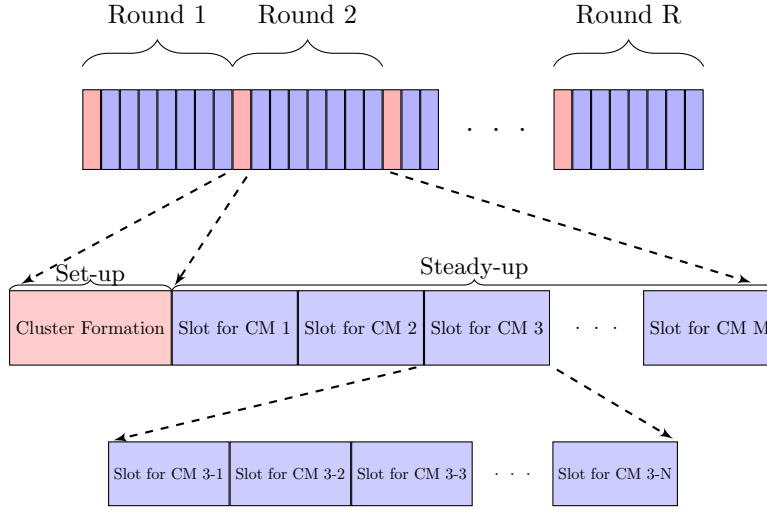 Round 1 Round 2 Round R
. . .
Set-up Steady-up
Cluster Formation Slot for CM 1 Slot for CM 2 Slot for CM 3 . . . Slot for CM M
Slot for CM 3-1 Slot for CM 3-2 Slot for CM 3-3 . . . Slot for CM 3-N